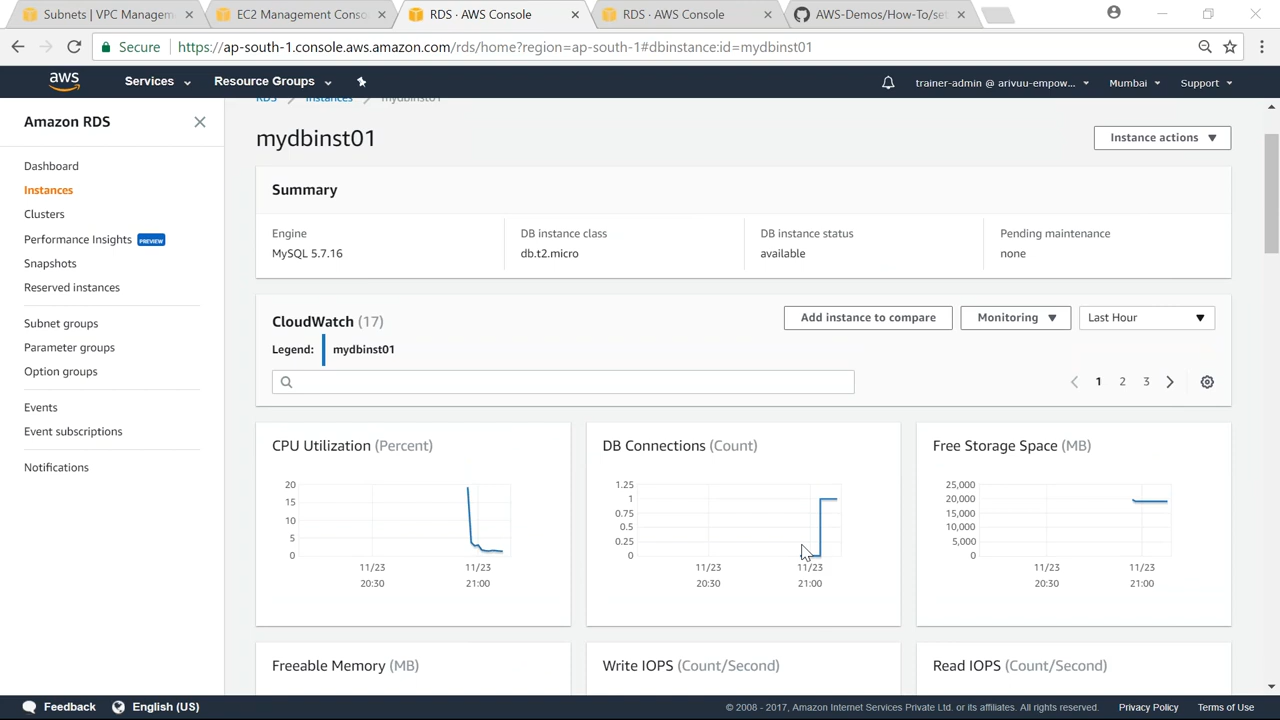 Subnets | VPC Managem
EC2 Management Conso
RDS · AWS Console
RDS · AWS Console
AWS-Demos/How-To/set
Secure
https://ap-south-1.console.aws.amazon.com/rds/home?region=ap-south-1#dbinstance:id=mydbinst01
aws
Services
Resource Groups
trainer-admin @ arivuu-empow...
Mumbai
Support
Amazon RDS
Dashboard
Instances
Clusters
Performance Insights PREVIEW
Snapshots
Reserved instances
Subnet groups
Parameter groups
Option groups
Events
Event subscriptions
Notifications
RDS
Instances
mydbinst01
mydbinst01
Instance actions
Summary
Engine
MySQL 5.7.16
DB instance class
db.t2.micro
DB instance status
available
Pending maintenance
none
CloudWatch (17)
Add instance to compare
Monitoring
Last Hour
Legend: mydbinst01
1 2 3
CPU Utilization (Percent)
20
15
10
5
0
11/23 11/23
20:30 21:00
DB Connections (Count)
1.25
1
0.75
0.5
0.25
0
11/23 11/23
20:30 21:00
Free Storage Space (MB)
25,000
20,000
15,000
10,000
5,000
0
11/23 11/23
20:30 21:00
Freeable Memory (MB)
Write IOPS (Count/Second)
Read IOPS (Count/Second)
Feedback
English (US)
© 2008 - 2017, Amazon Internet Services Private Ltd. or its affiliates. All rights reserved.
Privacy Policy
Terms of Use